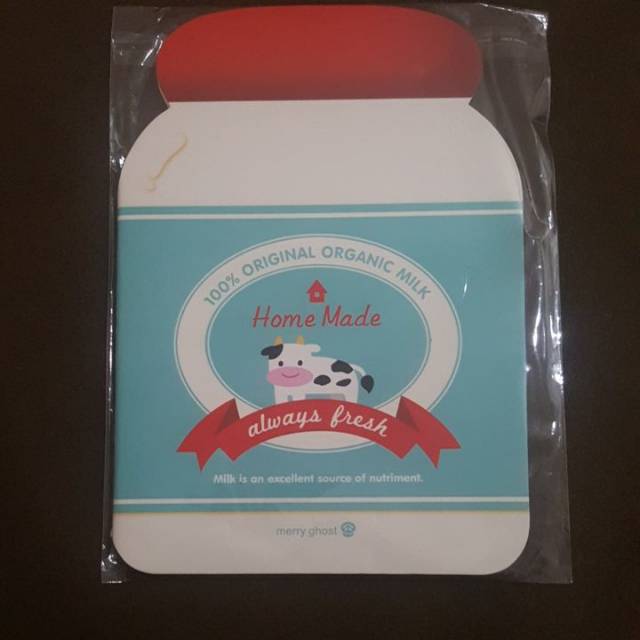 100% ORIGINAL ORGANIC MILK
Home Made
always fresh
Milk is an excellent source of nutriment.
merry ghost